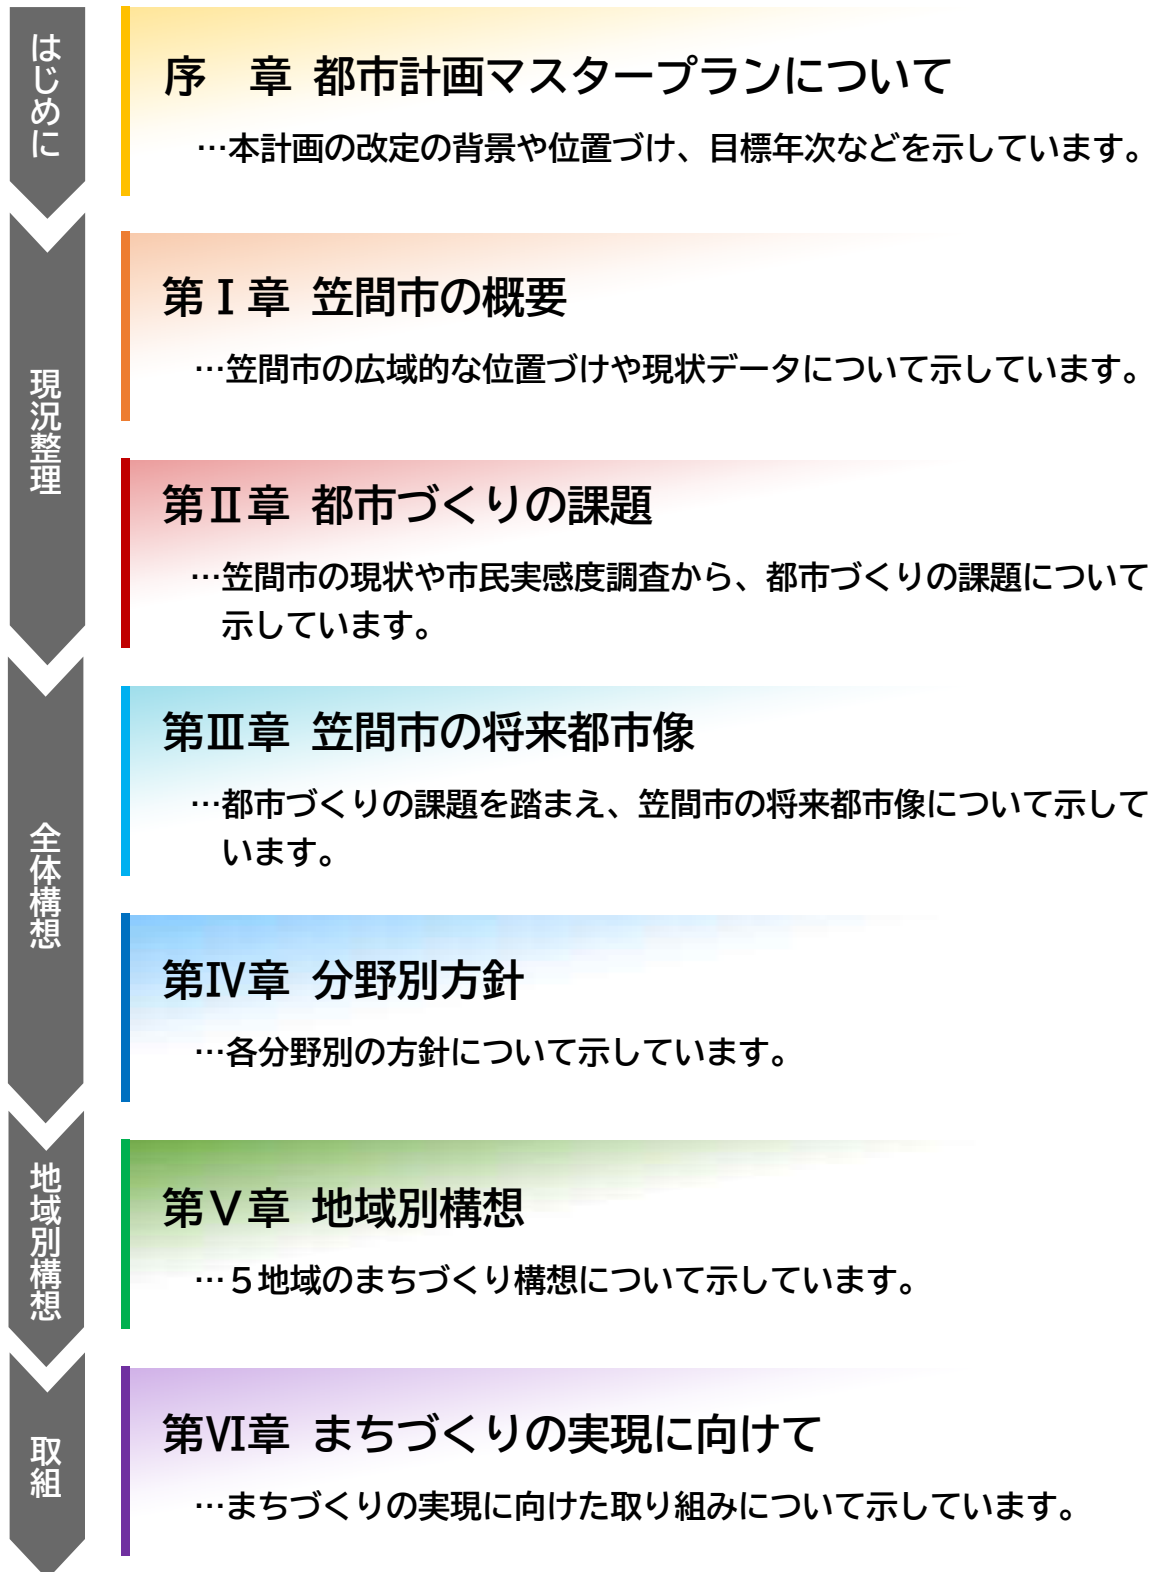 はじめに
序　章 都市計画マスタープランについて
…本計画の改定の背景や位置づけ、目標年次などを示しています。
現況整理
第Ⅰ章 笠間市の概要
…笠間市の広域的な位置づけや現状データについて示しています。
第Ⅱ章 都市づくりの課題
…笠間市の現状や市民実感度調査から、都市づくりの課題について
示しています。
全体構想
第Ⅲ章 笠間市の将来都市像
…都市づくりの課題を踏まえ、笠間市の将来都市像について示して
います。
第Ⅳ章 分野別方針
…各分野別の方針について示しています。
地域別構想
第Ⅴ章 地域別構想
…５地域のまちづくり構想について示しています。
取組
第Ⅵ章 まちづくりの実現に向けて
…まちづくりの実現に向けた取り組みについて示しています。